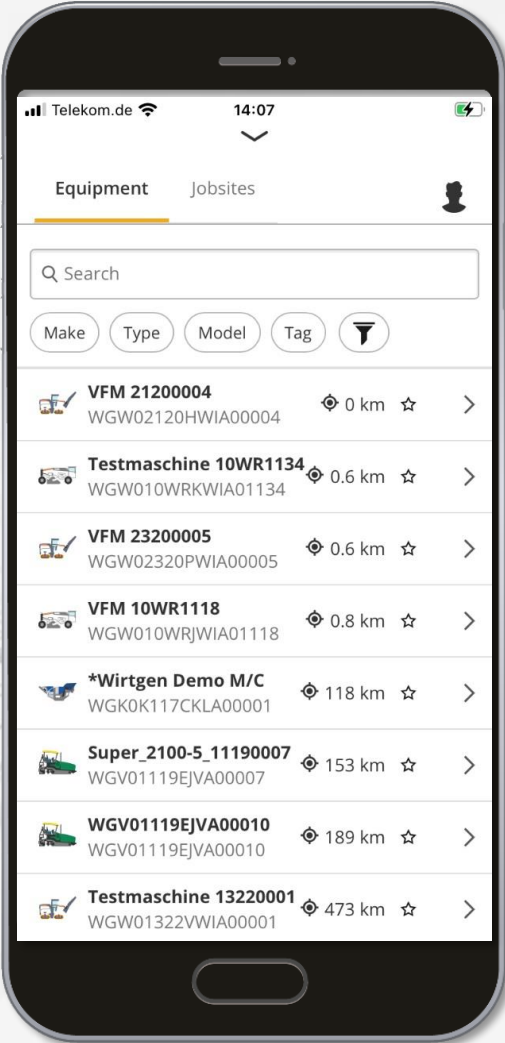 Telekom.de 14:07
Equipment Jobsites
Search
Make Type Model Tag
VFM 21200004
WGW02120HWIA00004 0 km
Testmaschine 10WR1134
WGW010WRKWIA01134 0.6 km
VFM 23200005
WGW02320PWIA00005 0.6 km
VFM 10WR1118
WGW010WRJWIA01118 0.8 km
*Wirtgen Demo M/C
WGK0K117CKLA00001 118 km
Super_2100-5_11190007
WGV01119EJVA00007 153 km
WGV01119EJVA00010
WGV01119EJVA00010 189 km
Testmaschine 13220001
WGW01322VWIA00001 473 km